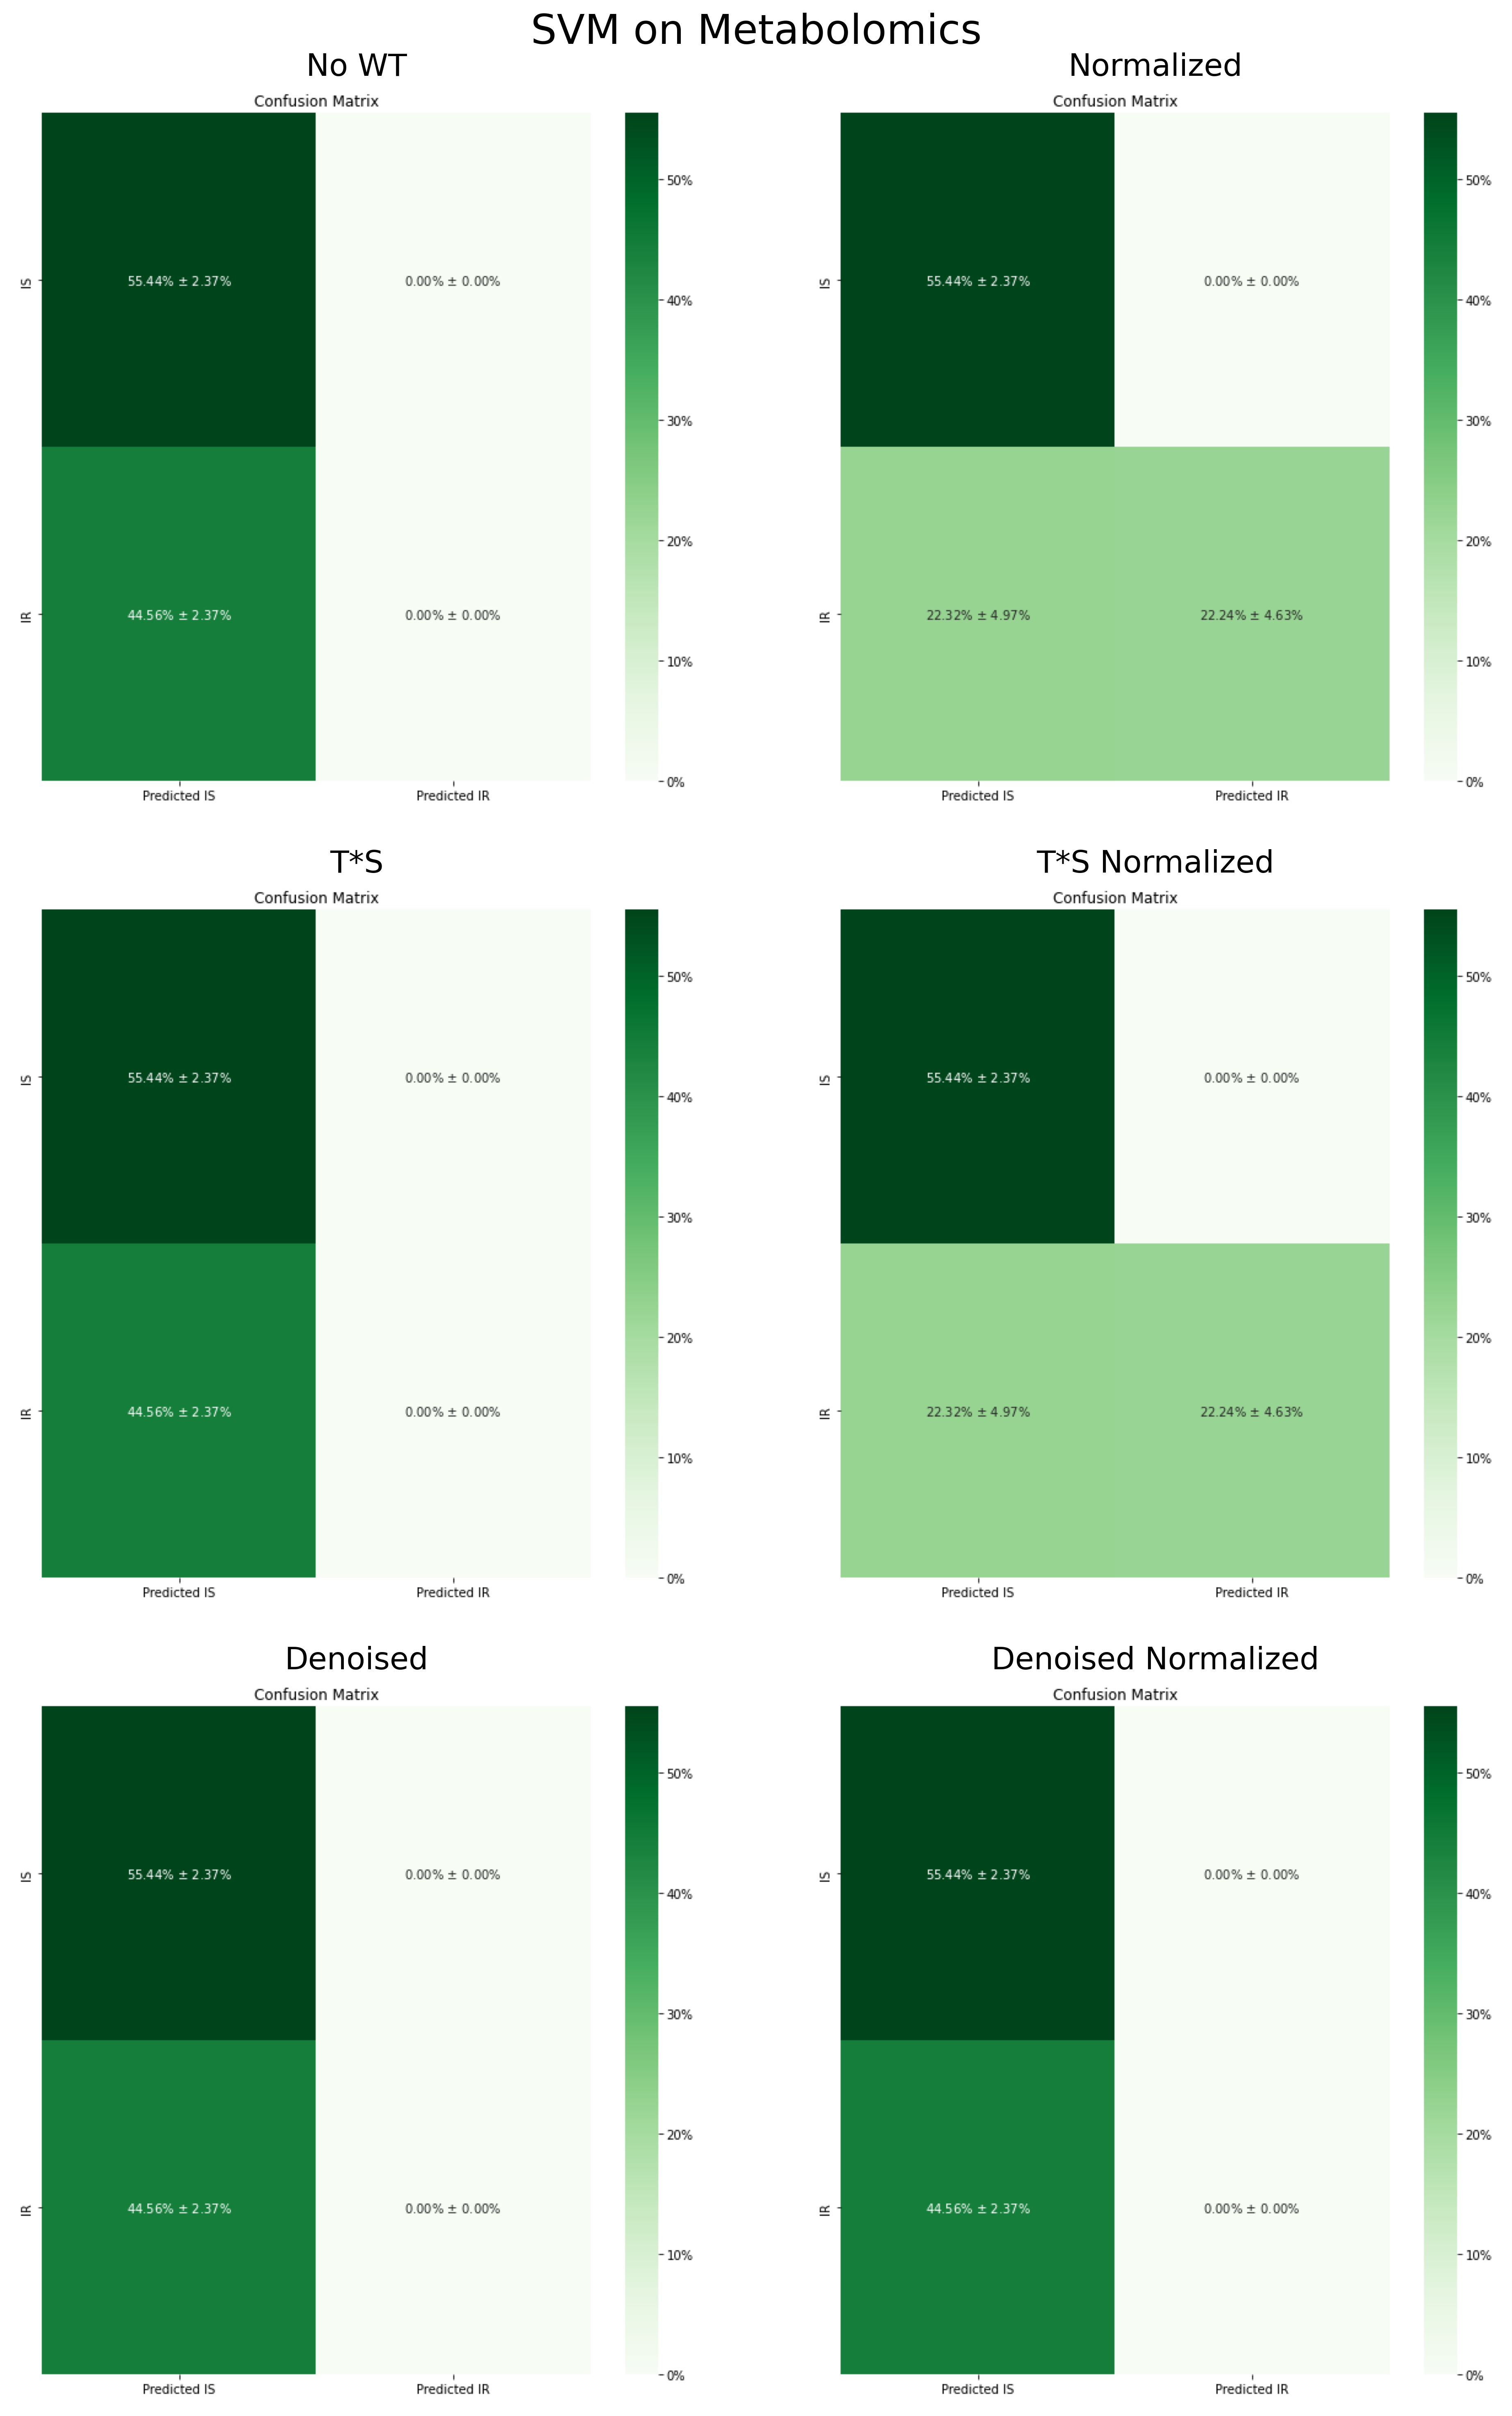 SVM on Metabolomics
No WT
Confusion Matrix
IS
55.44% ± 2.37%
0.00% ± 0.00%
IR
44.56% ± 2.37%
0.00% ± 0.00%
Predicted IS
Predicted IR
50%
40%
30%
20%
10%
0%
Normalized
Confusion Matrix
IS
55.44% ± 2.37%
0.00% ± 0.00%
IR
22.32% ± 4.97%
22.24% ± 4.63%
Predicted IS
Predicted IR
50%
40%
30%
20%
10%
0%
T*S
Confusion Matrix
IS
55.44% ± 2.37%
0.00% ± 0.00%
IR
44.56% ± 2.37%
0.00% ± 0.00%
Predicted IS
Predicted IR
50%
40%
30%
20%
10%
0%
T*S Normalized
Confusion Matrix
IS
55.44% ± 2.37%
0.00% ± 0.00%
IR
22.32% ± 4.97%
22.24% ± 4.63%
Predicted IS
Predicted IR
50%
40%
30%
20%
10%
0%
Denoised
Confusion Matrix
IS
55.44% ± 2.37%
0.00% ± 0.00%
IR
44.56% ± 2.37%
0.00% ± 0.00%
Predicted IS
Predicted IR
50%
40%
30%
20%
10%
0%
Denoised Normalized
Confusion Matrix
IS
55.44% ± 2.37%
0.00% ± 0.00%
IR
44.56% ± 2.37%
0.00% ± 0.00%
Predicted IS
Predicted IR
50%
40%
30%
20%
10%
0%